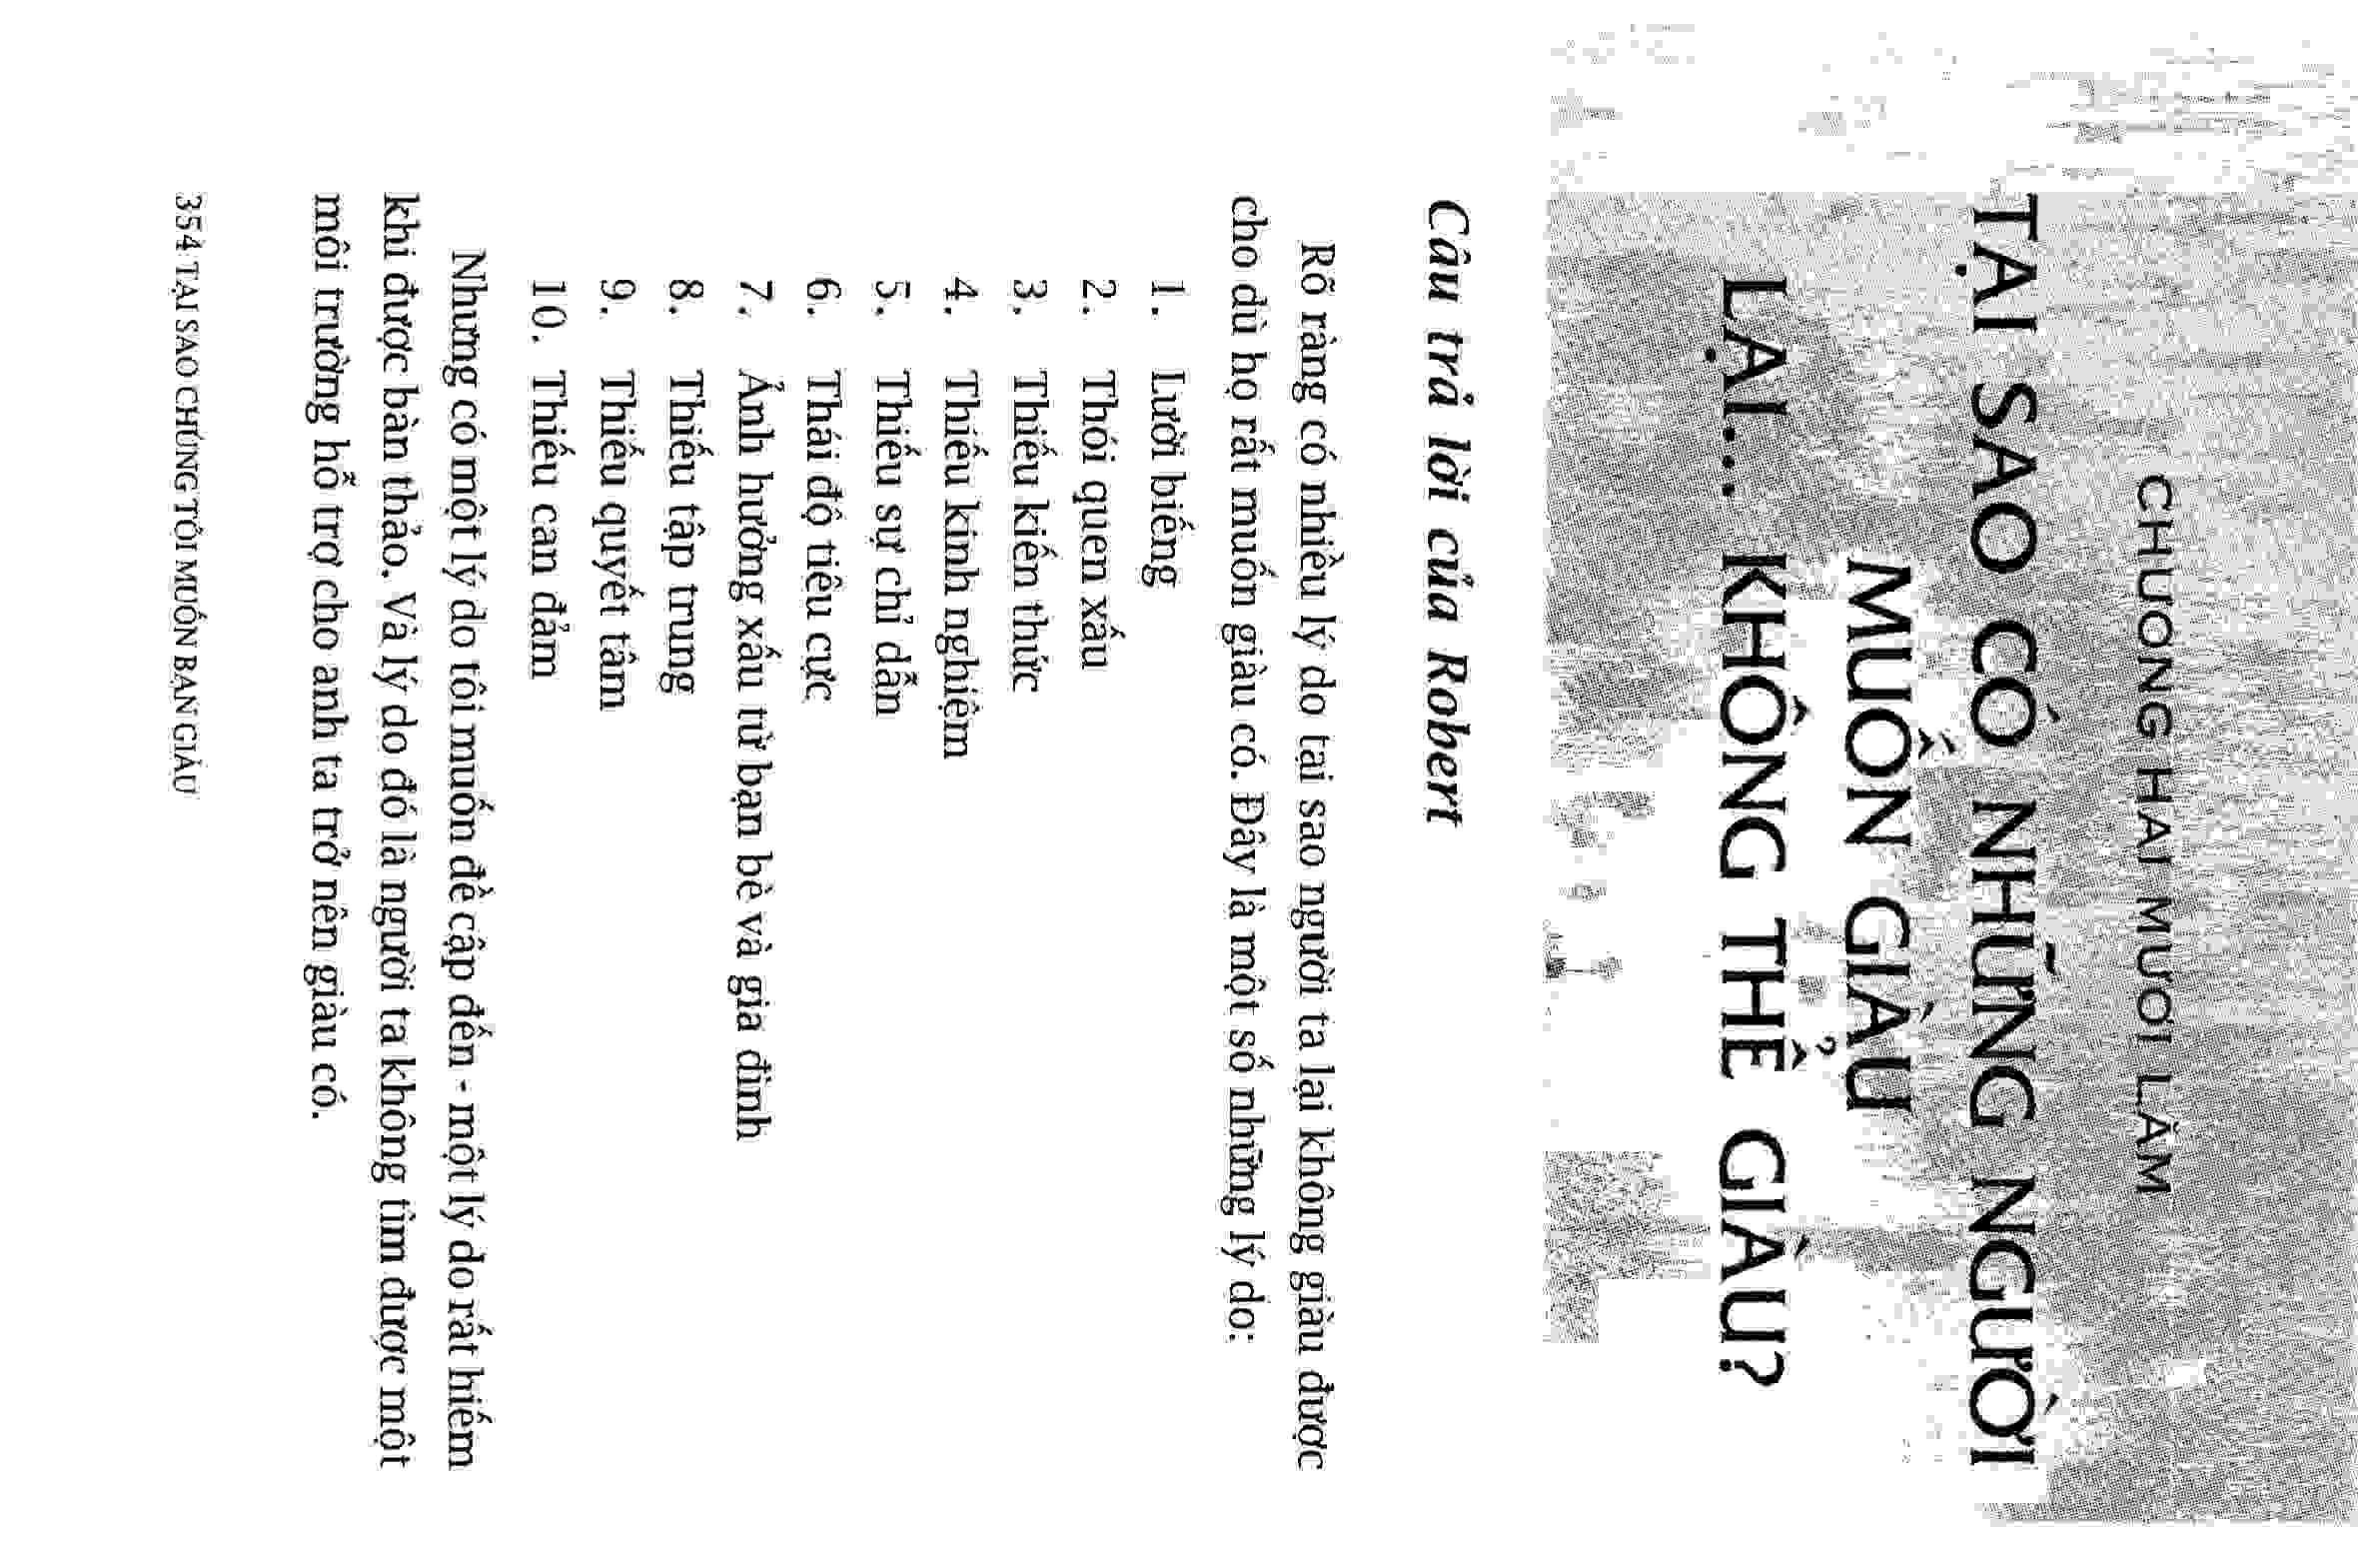 CHƯƠNG HAI MƯƠI LĂM
TẠI SAO CÓ NHỮNG NGƯỜI
MUỐN GIÀU
LẠI... KHÔNG THỂ GIÀU?
Câu trả lời của Robert
Rõ ràng có nhiều lý do tại sao người ta lại không giàu được
cho dù họ rất muốn giàu có. Đây là một số những lý do:
1. Lười biếng
2. Thói quen xấu
3. Thiếu kiến thức
4. Thiếu kinh nghiệm
5. Thiếu sự chỉ dẫn
6. Thái độ tiêu cực
7. Ảnh hưởng xấu từ bạn bè và gia đình
8. Thiếu tập trung
9. Thiếu quyết tâm
10. Thiếu can đảm
Nhưng có một lý do tôi muốn đề cập đến - một lý do rất hiếm
khi được bàn thảo. Và lý do đó là người ta không tìm được một
môi trường hỗ trợ cho anh ta trở nên giàu có.
354 TẠI SAO CHÚNG TÔI MUỐN BẠN GIÀU